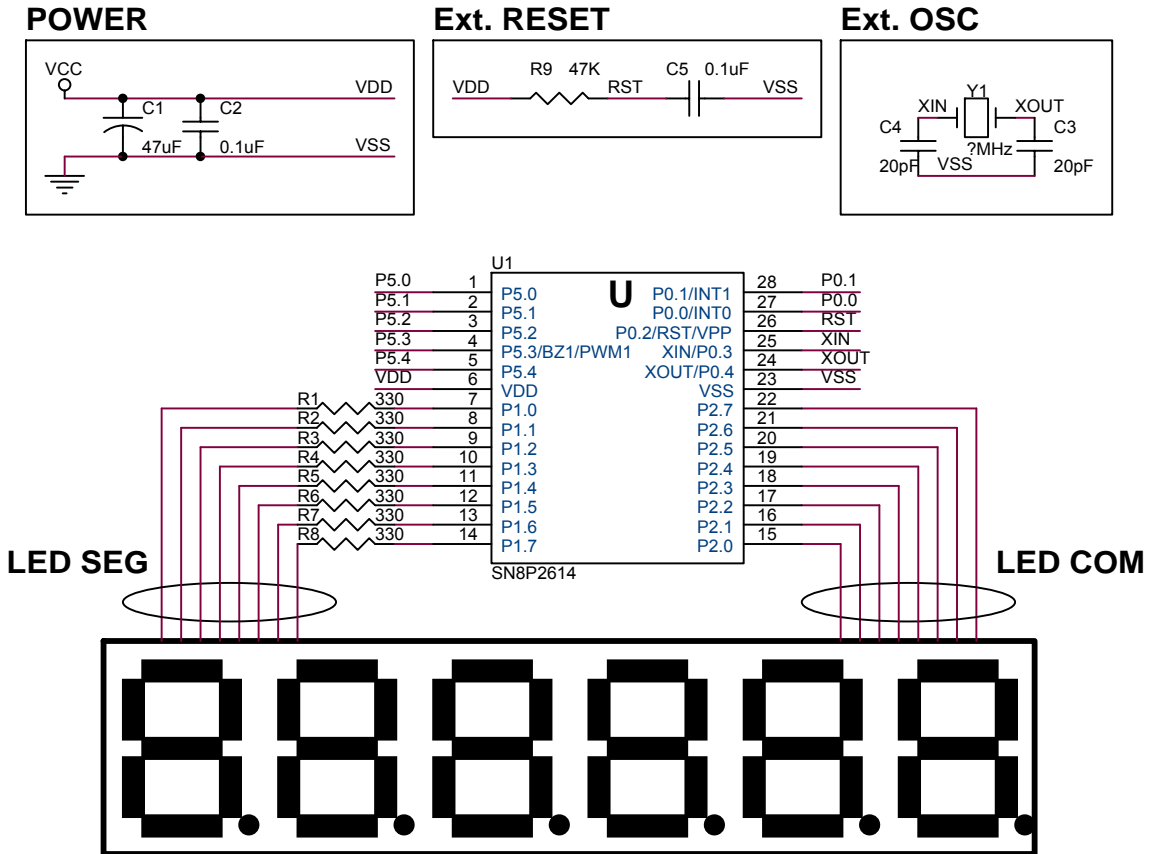 POWER
VCC
VDD
C1
C2
47uF
0.1uF
VSS
Ext. RESET
R9 47K
C5 0.1uF
VDD
RST
VSS
Ext. OSC
Y1
XIN
XOUT
C4
C3
?MHz
20pF
VSS
20pF
U1
U
P5.0 1 P5.0
P5.1 2 P5.1
P5.2 3 P5.2
P5.3 4 P5.3/BZ1/PWM1
P5.4 5 P5.4
VDD 6 VDD
R1 330 7 P1.0
R2 330 8 P1.1
R3 330 9 P1.2
R4 330 10 P1.3
R5 330 11 P1.4
R6 330 12 P1.5
R7 330 13 P1.6
R8 330 14 P1.7
P0.1/INT1 28 P0.1
P0.0/INT0 27 P0.0
P0.2/RST/VPP 26 RST
XIN/P0.3 25 XIN
XOUT/P0.4 24 XOUT
VSS 23 VSS
P2.7 22
P2.6 21
P2.5 20
P2.4 19
P2.3 18
P2.2 17
P2.1 16
P2.0 15
SN8P2614
LED SEG
LED COM
8.8.8.8.8.8.